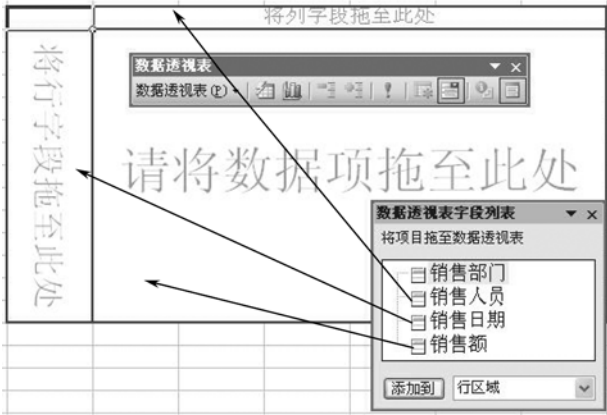 将列字段拖至此处
将行字段拖至此处
数据透视表
数据透视表(P)
请将数据项拖至此处
数据透视表字段列表
将项目拖至数据透视表
销售部门
销售人员
销售日期
销售额
添加到 行区域